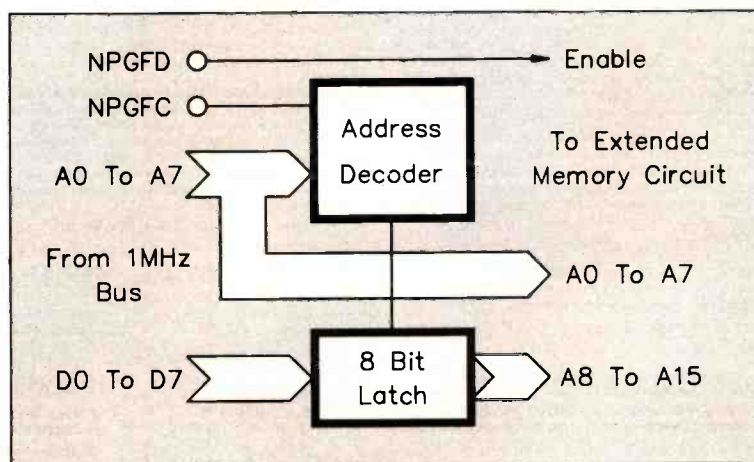 NPGFD
Enable
NPGFC
Address
Decoder
To Extended
Memory Circuit
A0 To A7
From 1MHz
Bus
A0 To A7
D0 To D7
8 Bit
Latch
A8 To A15